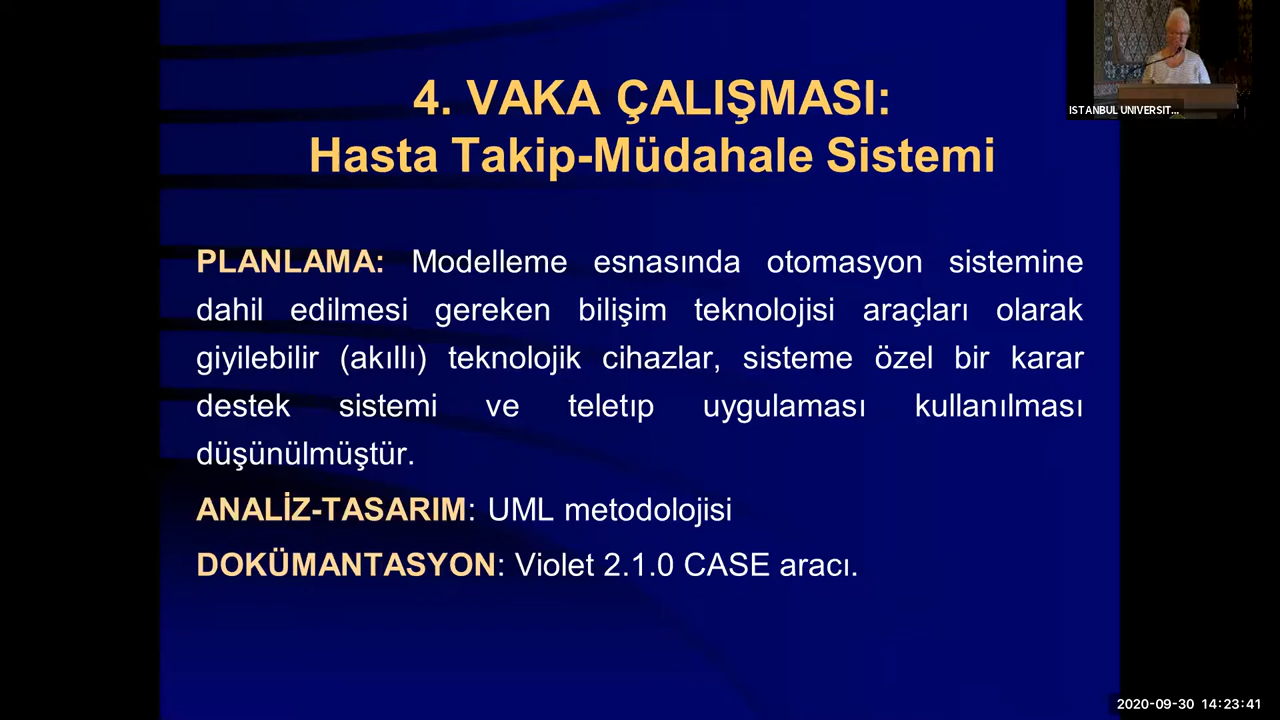 4. VAKA ÇALIŞMASI:
Hasta Takip-Müdahale Sistemi
ISTANBUL UNIVERSIT...
PLANLAMA: Modelleme esnasında otomasyon sistemine
dahil edilmesi gereken bilişim teknolojisi araçları olarak
giyilebilir (akıllı) teknolojik cihazlar, sisteme özel bir karar
destek sistemi ve teletıp uygulaması kullanılması
düşünülmüştür.
ANALİZ-TASARIM: UML metodolojisi
DOKÜMANTASYON: Violet 2.1.0 CASE aracı.
2020-09-30 14:23:41